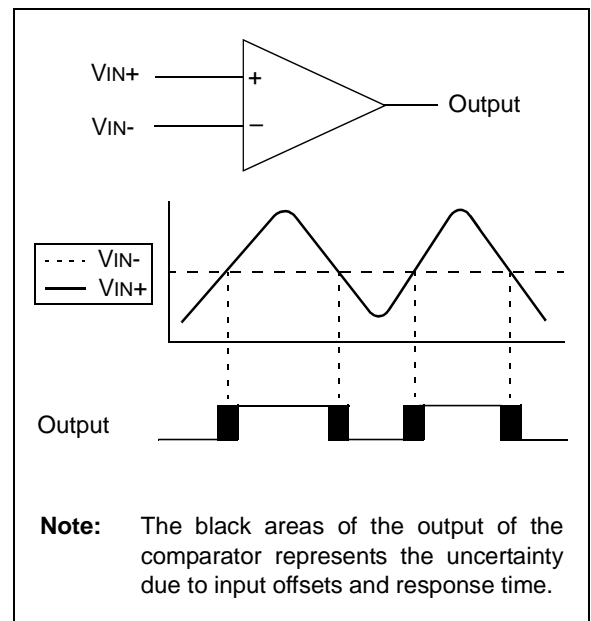 VIN+
+
Output
VIN-
−
VIN-
VIN+
Output
Note: The black areas of the output of the
comparator represents the uncertainty
due to input offsets and response time.